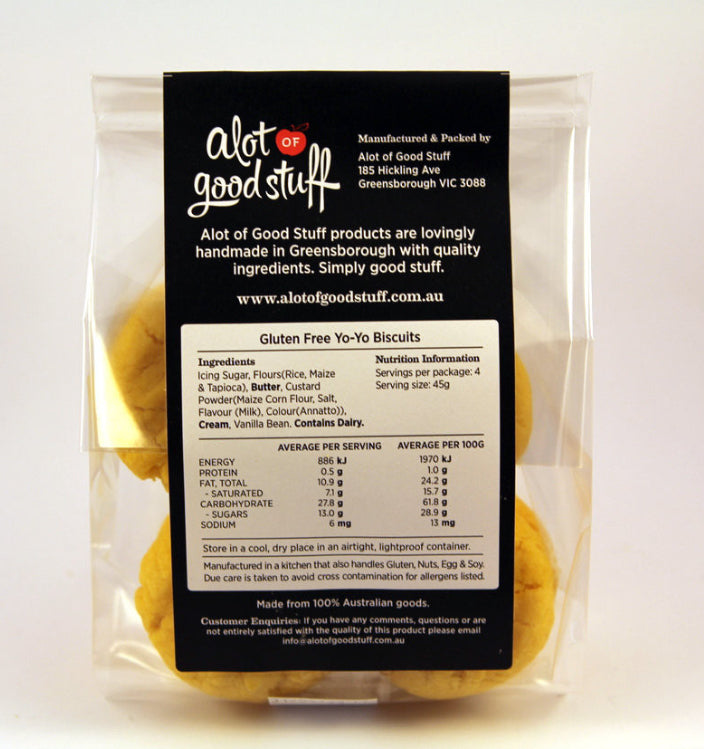 alot OF
good stuff
Manufactured & Packed by
Alot of Good Stuff
185 Hickling Ave
Greensborough VIC 3088
Alot of Good Stuff products are lovingly
handmade in Greensborough with quality
ingredients. Simply good stuff.
www.alotofgoodstuff.com.au
Gluten Free Yo-Yo Biscuits
Ingredients
Icing Sugar, Flours(Rice, Maize
& Tapioca), Butter, Custard
Powder(Maize Corn Flour, Salt,
Flavour (Milk), Colour(Annatto)),
Cream, Vanilla Bean. Contains Dairy.
Nutrition Information
Servings per package: 4
Serving size: 45g
AVERAGE PER SERVING AVERAGE PER 100G
ENERGY 886 kJ 1970 kJ
PROTEIN 0.5 g 1.0 g
FAT, TOTAL 10.9 g 24.2 g
- SATURATED 7.1 g 15.7 g
CARBOHYDRATE 27.8 g 61.8 g
- SUGARS 13.0 g 28.9 g
SODIUM 6 mg 13 mg
Store in a cool, dry place in an airtight, lightproof container.
Manufactured in a kitchen that also handles Gluten, Nuts, Egg & Soy.
Due care is taken to avoid cross contamination for allergens listed.
Made from 100% Australian goods.
Customer Enquiries: If you have any comments, questions or are
not entirely satisfied with the quality of this product please email
info@alotofgoodstuff.com.au